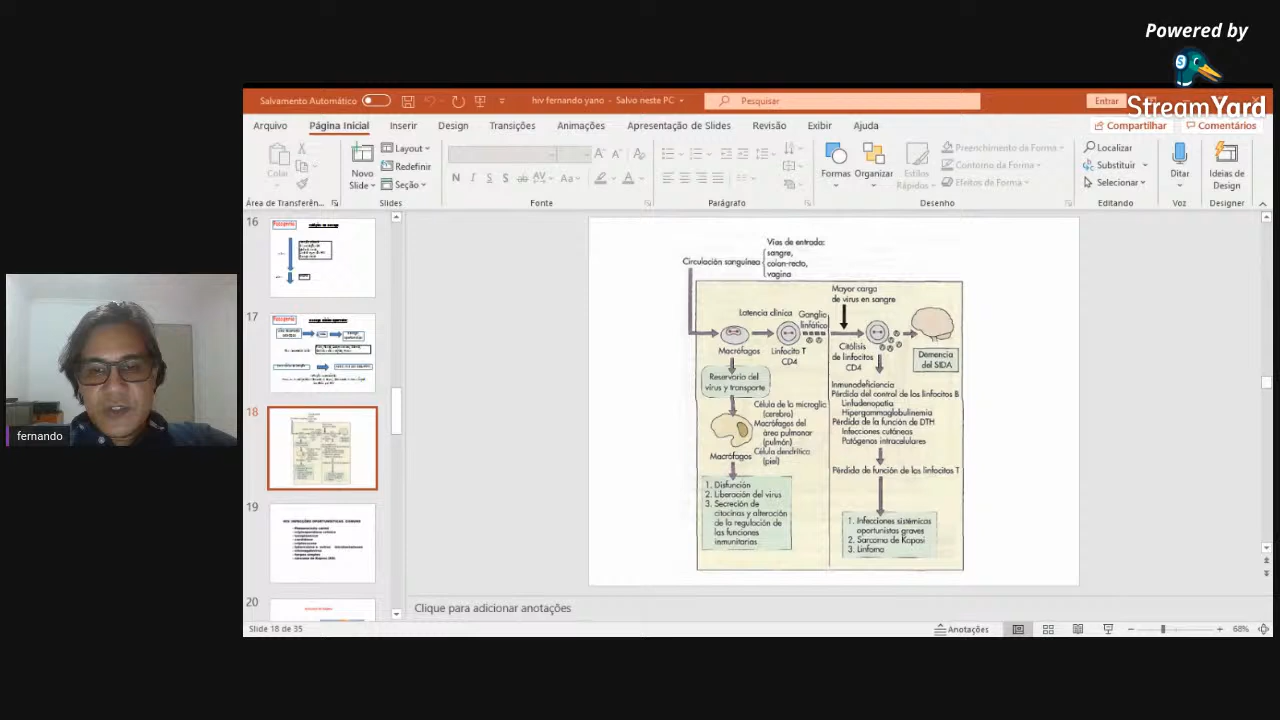 Powered by
StreamYard
Salvamento Automático
hiv fernando yano - Salvo neste PC
Pesquisar
Entrar
Arquivo
Página Inicial
Inserir
Design
Transições
Animações
Apresentação de Slides
Revisão
Exibir
Ajuda
Compartilhar
Comentários
Colar
Novo
Slide
Layout
Redefinir
Seção
N I S S ab AV Aa A
Formas
Organizar
Estilos
Rápidos
Preenchimento da Forma
Contorno da Forma
Efeitos de Forma
Localizar
Substituir
Selecionar
Ditar
Ideias de
Design
Área de Transferên...
Slides
Fonte
Parágrafo
Desenho
Editando
Voz
Designer
16
17
18
19
20
fernando
Vias de entrada:
sangre,
colon-recto,
vagina
Circulación sanguínea
Mayor carga
de virus en sangre
Latencia clínica
Ganglio
linfático
Macrófagos
Linfocito T
CD4
Citólisis
de linfocitos
CD4
Demencia
del SIDA
Reservorio del
virus y transporte
Inmunodeficiencia
Pérdida del control de los linfocitos B
Linfadenopatía
Hipergammaglobulinemia
Pérdida de la función de DTH
Infecciones cutáneas
Patógenos intracelulares
Célula de la microglic
(cerebro)
Macrófagos del
área pulmonar
(pulmón)
Célula dendrítica
(piel)
Macrófagos
Pérdida de función de los linfocitos T
1. Disfunción
2. Liberación del virus
3. Secreción de
citocinas y alteración
de la regulación de
las funciones
inmunitarias
1. Infecciones sistémicas
oportunistas graves
2. Sarcoma de Kaposi
3. Linfoma
Clique para adicionar anotações
Slide 18 de 35
Anotações
68%